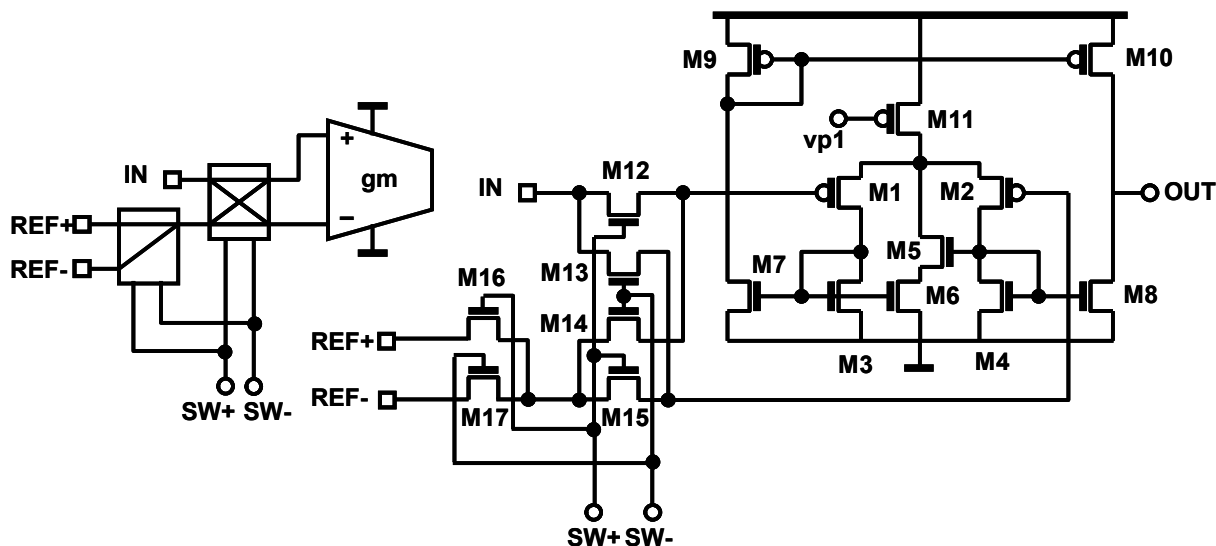 IN
REF+
REF-
SW+ SW-
+
gm
−
IN
REF+
REF-
M12
M13
M14
M15
M16
M17
SW+ SW-
M9
M10
vp1
M11
M1
M2
OUT
M5
M7
M6
M8
M3
M4